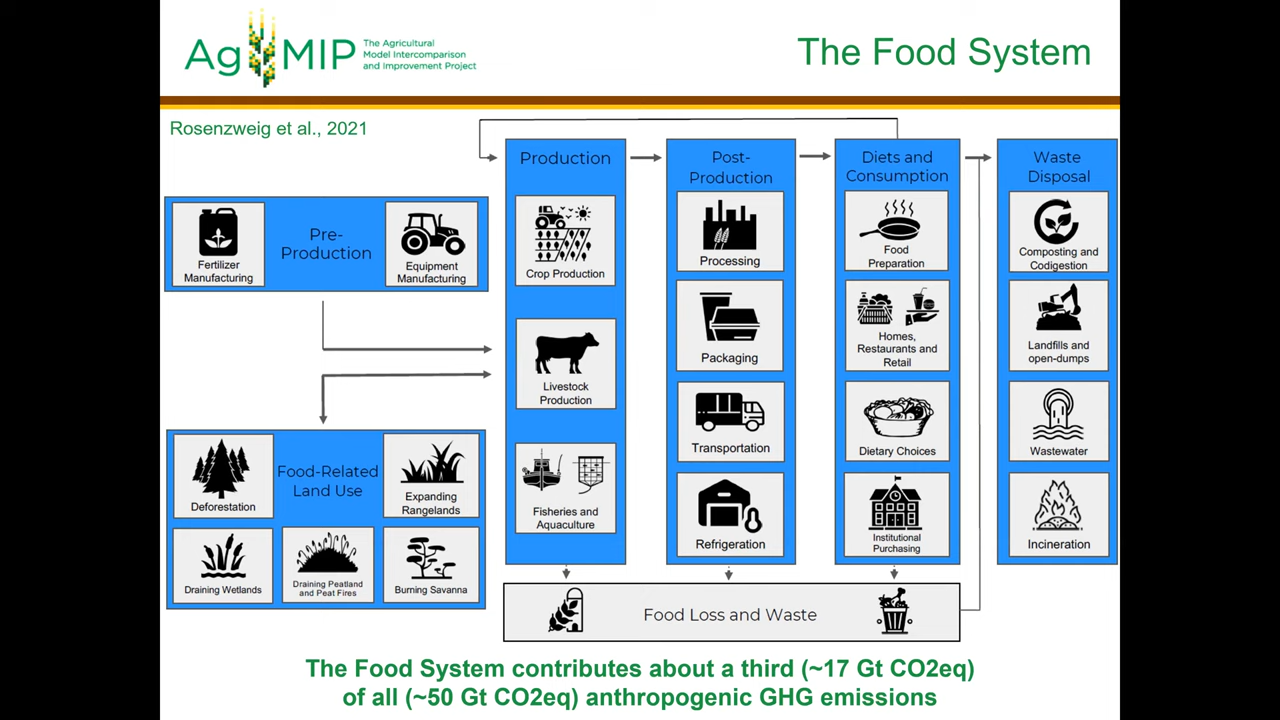 AgMIP
The Agricultural
Model Intercomparison
and Improvement Project
The Food System
Rosenzweig et al., 2021
Pre-
Production
Fertilizer
Manufacturing
Equipment
Manufacturing
Food-Related
Land Use
Deforestation
Expanding
Rangelands
Draining Wetlands
Draining Peatland
and Peat Fires
Burning Savanna
Production
Crop Production
Livestock
Production
Fisheries and
Aquaculture
Post-
Production
Processing
Packaging
Transportation
Refrigeration
Diets and
Consumption
Food
Preparation
Homes,
Restaurants and
Retail
Dietary Choices
Institutional
Purchasing
Waste
Disposal
Composting and
Codigestion
Landfills and
open-dumps
Wastewater
Incineration
Food Loss and Waste
The Food System contributes about a third (~17 Gt CO2eq)
of all (~50 Gt CO2eq) anthropogenic GHG emissions